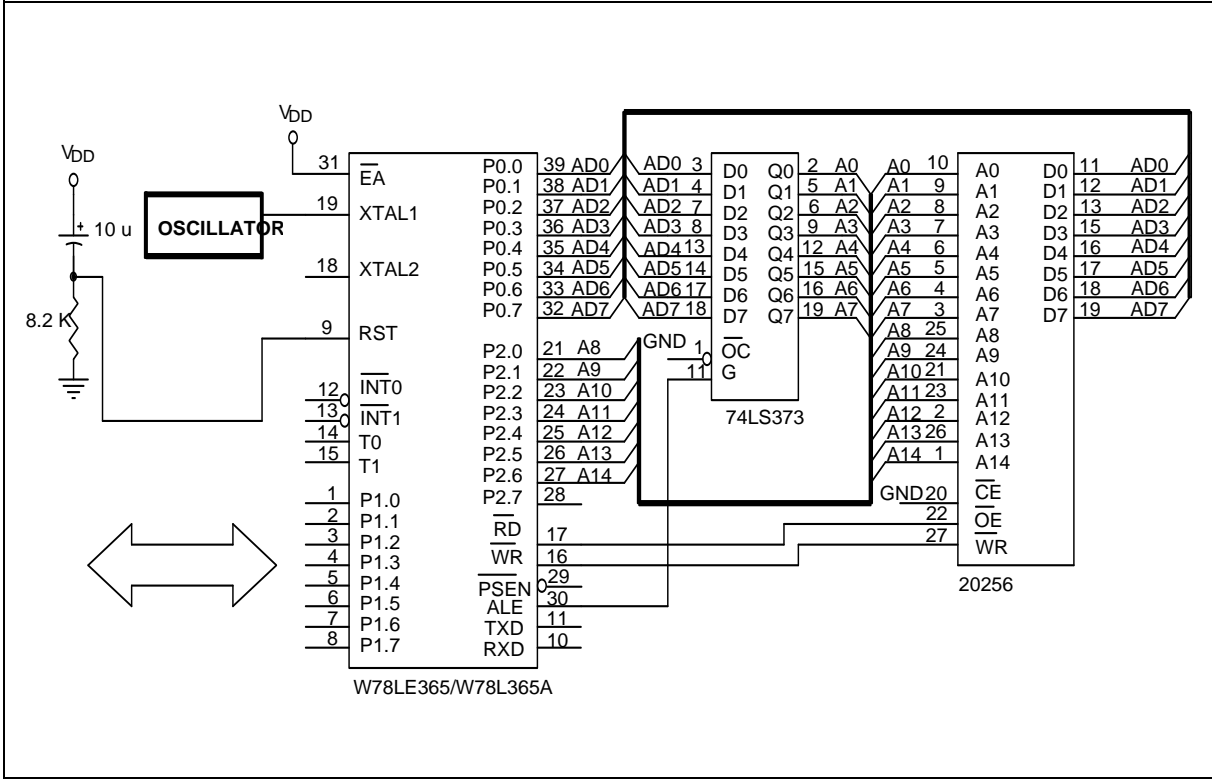 VDD
10 u
8.2 K
OSCILLATOR
VDD
31 EA
19 XTAL1
18 XTAL2
9 RST
12 INT0
13 INT1
14 T0
15 T1
1 P1.0
2 P1.1
3 P1.2
4 P1.3
5 P1.4
6 P1.5
7 P1.6
8 P1.7
P0.0 39 AD0
P0.1 38 AD1
P0.2 37 AD2
P0.3 36 AD3
P0.4 35 AD4
P0.5 34 AD5
P0.6 33 AD6
P0.7 32 AD7
P2.0 21 A8
P2.1 22 A9
P2.2 23 A10
P2.3 24 A11
P2.4 25 A12
P2.5 26 A13
P2.6 27 A14
P2.7 28
RD 17
WR 16
PSEN 29
ALE 30
TXD 11
RXD 10
W78LE365/W78L365A
AD0 3 D0 Q0 2 A0
AD1 4 D1 Q1 5 A1
AD2 7 D2 Q2 6 A2
AD3 8 D3 Q3 9 A3
AD4 13 D4 Q4 12 A4
AD5 14 D5 Q5 15 A5
AD6 17 D6 Q6 16 A6
AD7 18 D7 Q7 19 A7
GND 1 OC
11 G
74LS373
A0 10 A0 D0 11 AD0
A1 9 A1 D1 12 AD1
A2 8 A2 D2 13 AD2
A3 7 A3 D3 15 AD3
A4 6 A4 D4 16 AD4
A5 5 A5 D5 17 AD5
A6 4 A6 D6 18 AD6
A7 3 A7 D7 19 AD7
A8 25 A8
A9 24 A9
A10 21 A10
A11 23 A11
A12 2 A12
A13 26 A13
A14 1 A14
GND 20 CE
22 OE
27 WR
20256